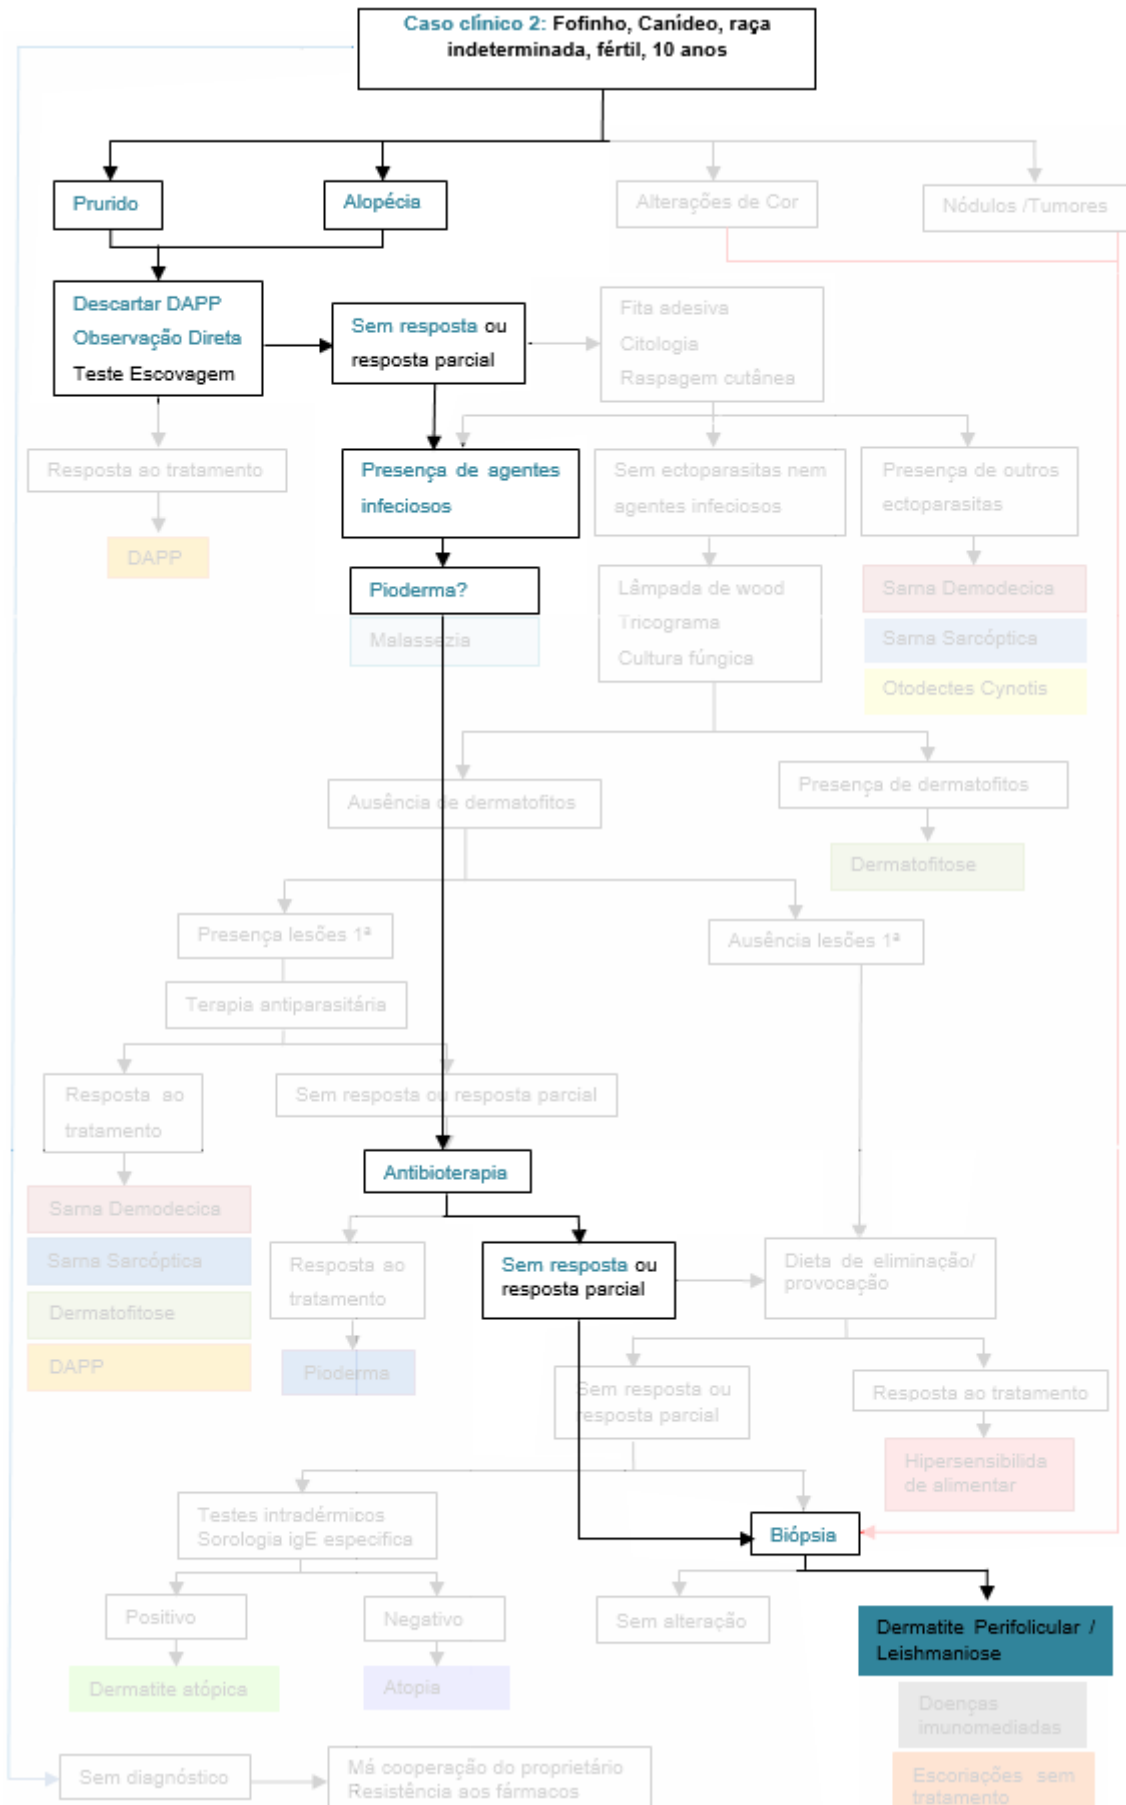 Caso clínico 2: Fofinho, Canídeo, raça
indeterminada, fértil, 10 anos
Prurido
Alopécia
Alterações de Cor
Nódulos /Tumores
Descartar DAPP
Observação Direta
Teste Escovagem
Sem resposta ou
resposta parcial
Fita adesiva
Citologia
Raspagem cutânea
Resposta ao tratamento
DAPP
Presença de agentes
infeciosos
Sem ectoparasitas nem
agentes infeciosos
Presença de outros
ectoparasitas
Pioderma?
Malassezia
Lâmpada de wood
Tricograma
Cultura fúngica
Sarna Demodecica
Sarna Sarcóptica
Otodectes Cynotis
Ausência de dermatofitos
Presença de dermatofitos
Dermatofitose
Presença lesões 1ª
Ausência lesões 1ª
Terapia antiparasitária
Resposta ao
tratamento
Sem resposta ou resposta parcial
Sarna Demodecica
Sarna Sarcóptica
Dermatofitose
DAPP
Antibioterapia
Resposta ao
tratamento
Pioderma
Sem resposta ou
resposta parcial
Dieta de eliminação/
provocação
Sem resposta ou
resposta parcial
Resposta ao tratamento
Hipersensibilida
de alimentar
Testes intradérmicos
Sorologia igE especifica
Biópsia
Positivo
Negativo
Sem alteração
Dermatite Perifolicular /
Leishmaniose
Dermatite atópica
Atopia
Doenças
imunomediadas
Sem diagnóstico
Má cooperação do proprietário
Resistência aos fármacos
Escoriações sem
tratamento